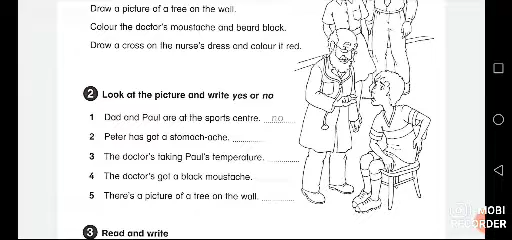 Draw a picture of a tree on the wall.
Colour the doctor's moustache and beard black.
Draw a cross on the nurse's dress and colour it red.
2 Look at the picture and write yes or no
1 Dad and Paul are at the sports centre. no
2 Peter has got a stomach-ache. ..........
3 The doctor's taking Paul's temperature. ..........
4 The doctor's got a black moustache. ..........
5 There's a picture of a tree on the wall. ..........
3 Read and write
MOBI
RECORDER